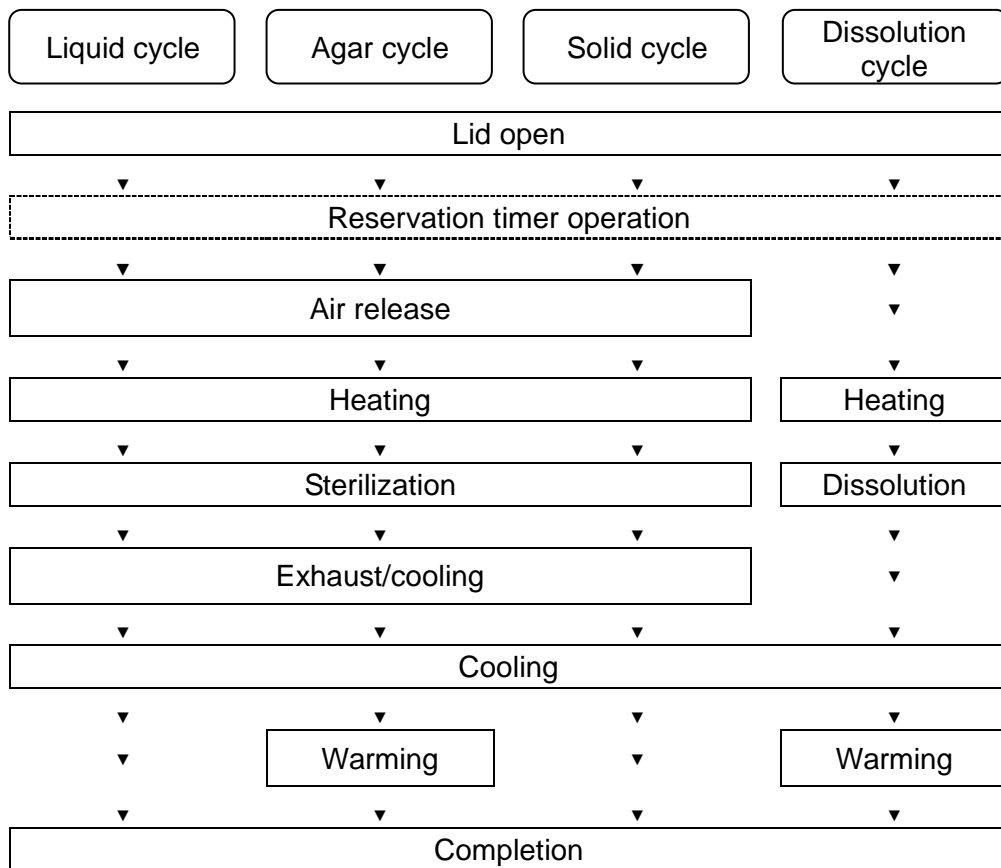 Liquid cycle
Agar cycle
Solid cycle
Dissolution
cycle
Lid open
Reservation timer operation
Air release
Heating
Heating
Sterilization
Dissolution
Exhaust/cooling
Cooling
Warming
Warming
Completion